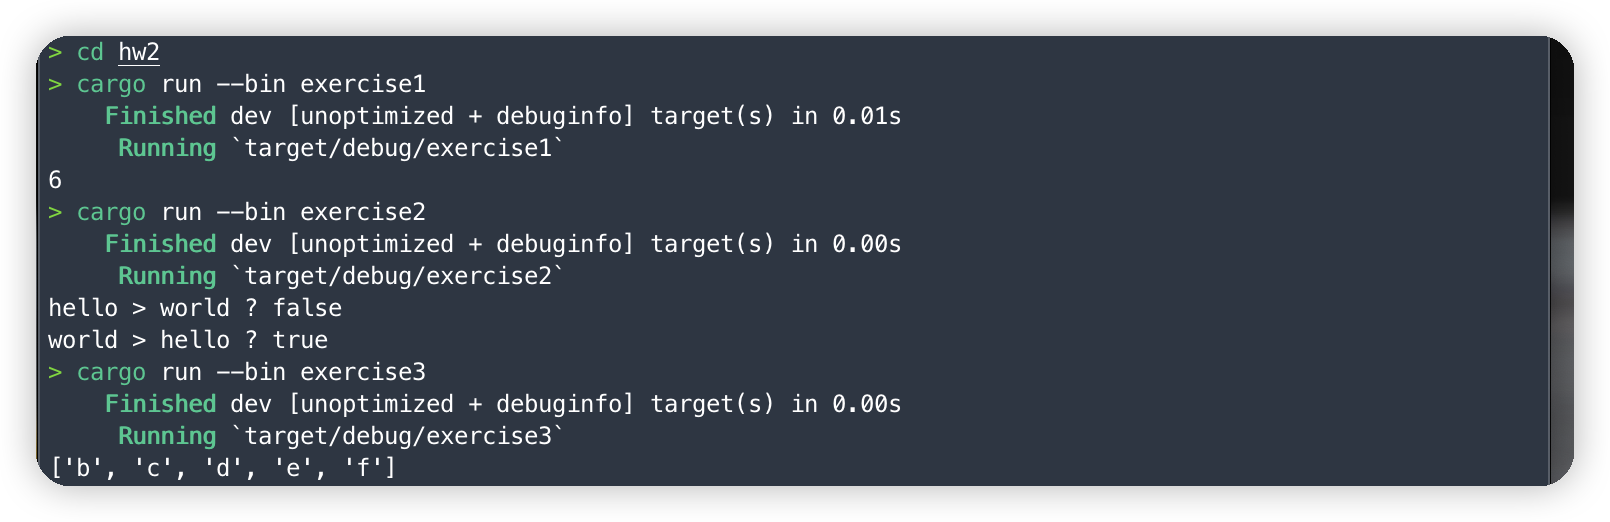 > cd hw2
> cargo run --bin exercise1
    Finished dev [unoptimized + debuginfo] target(s) in 0.01s
     Running `target/debug/exercise1`
6
> cargo run --bin exercise2
    Finished dev [unoptimized + debuginfo] target(s) in 0.00s
     Running `target/debug/exercise2`
hello > world ? false
world > hello ? true
> cargo run --bin exercise3
    Finished dev [unoptimized + debuginfo] target(s) in 0.00s
     Running `target/debug/exercise3`
['b', 'c', 'd', 'e', 'f']